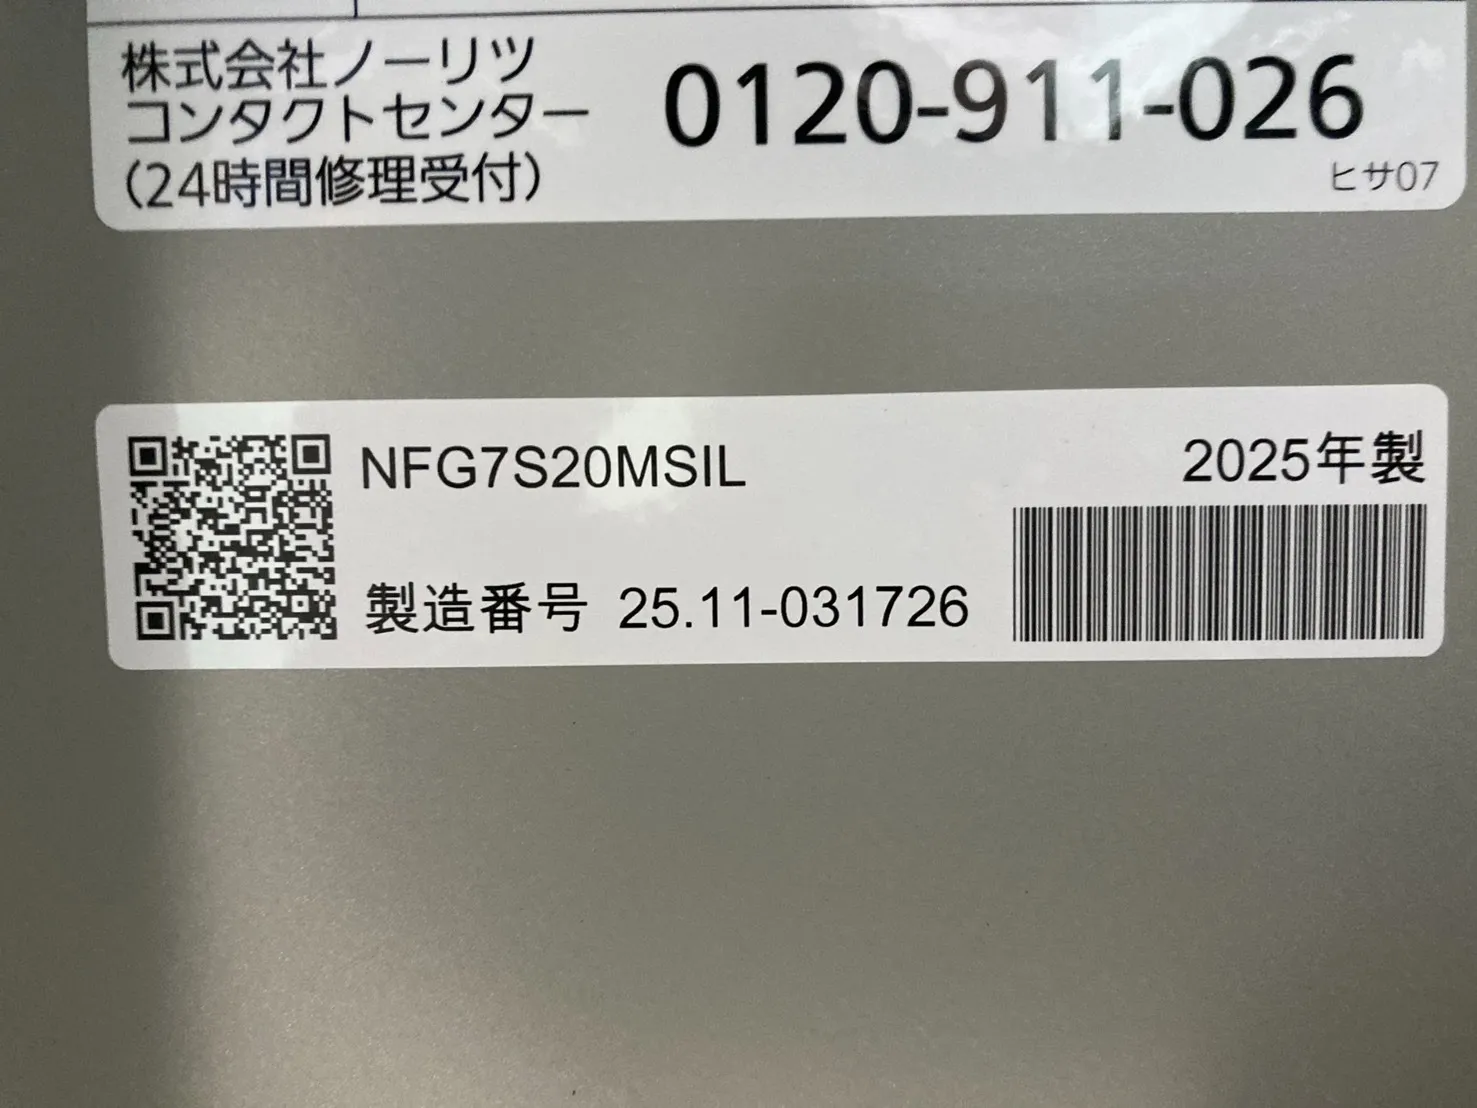 株式会社ノーリツ
コンタクトセンター
(24時間修理受付)
0120-911-026
ヒサ07
NFG7S20MSIL
2025年製
製造番号 25.11-031726